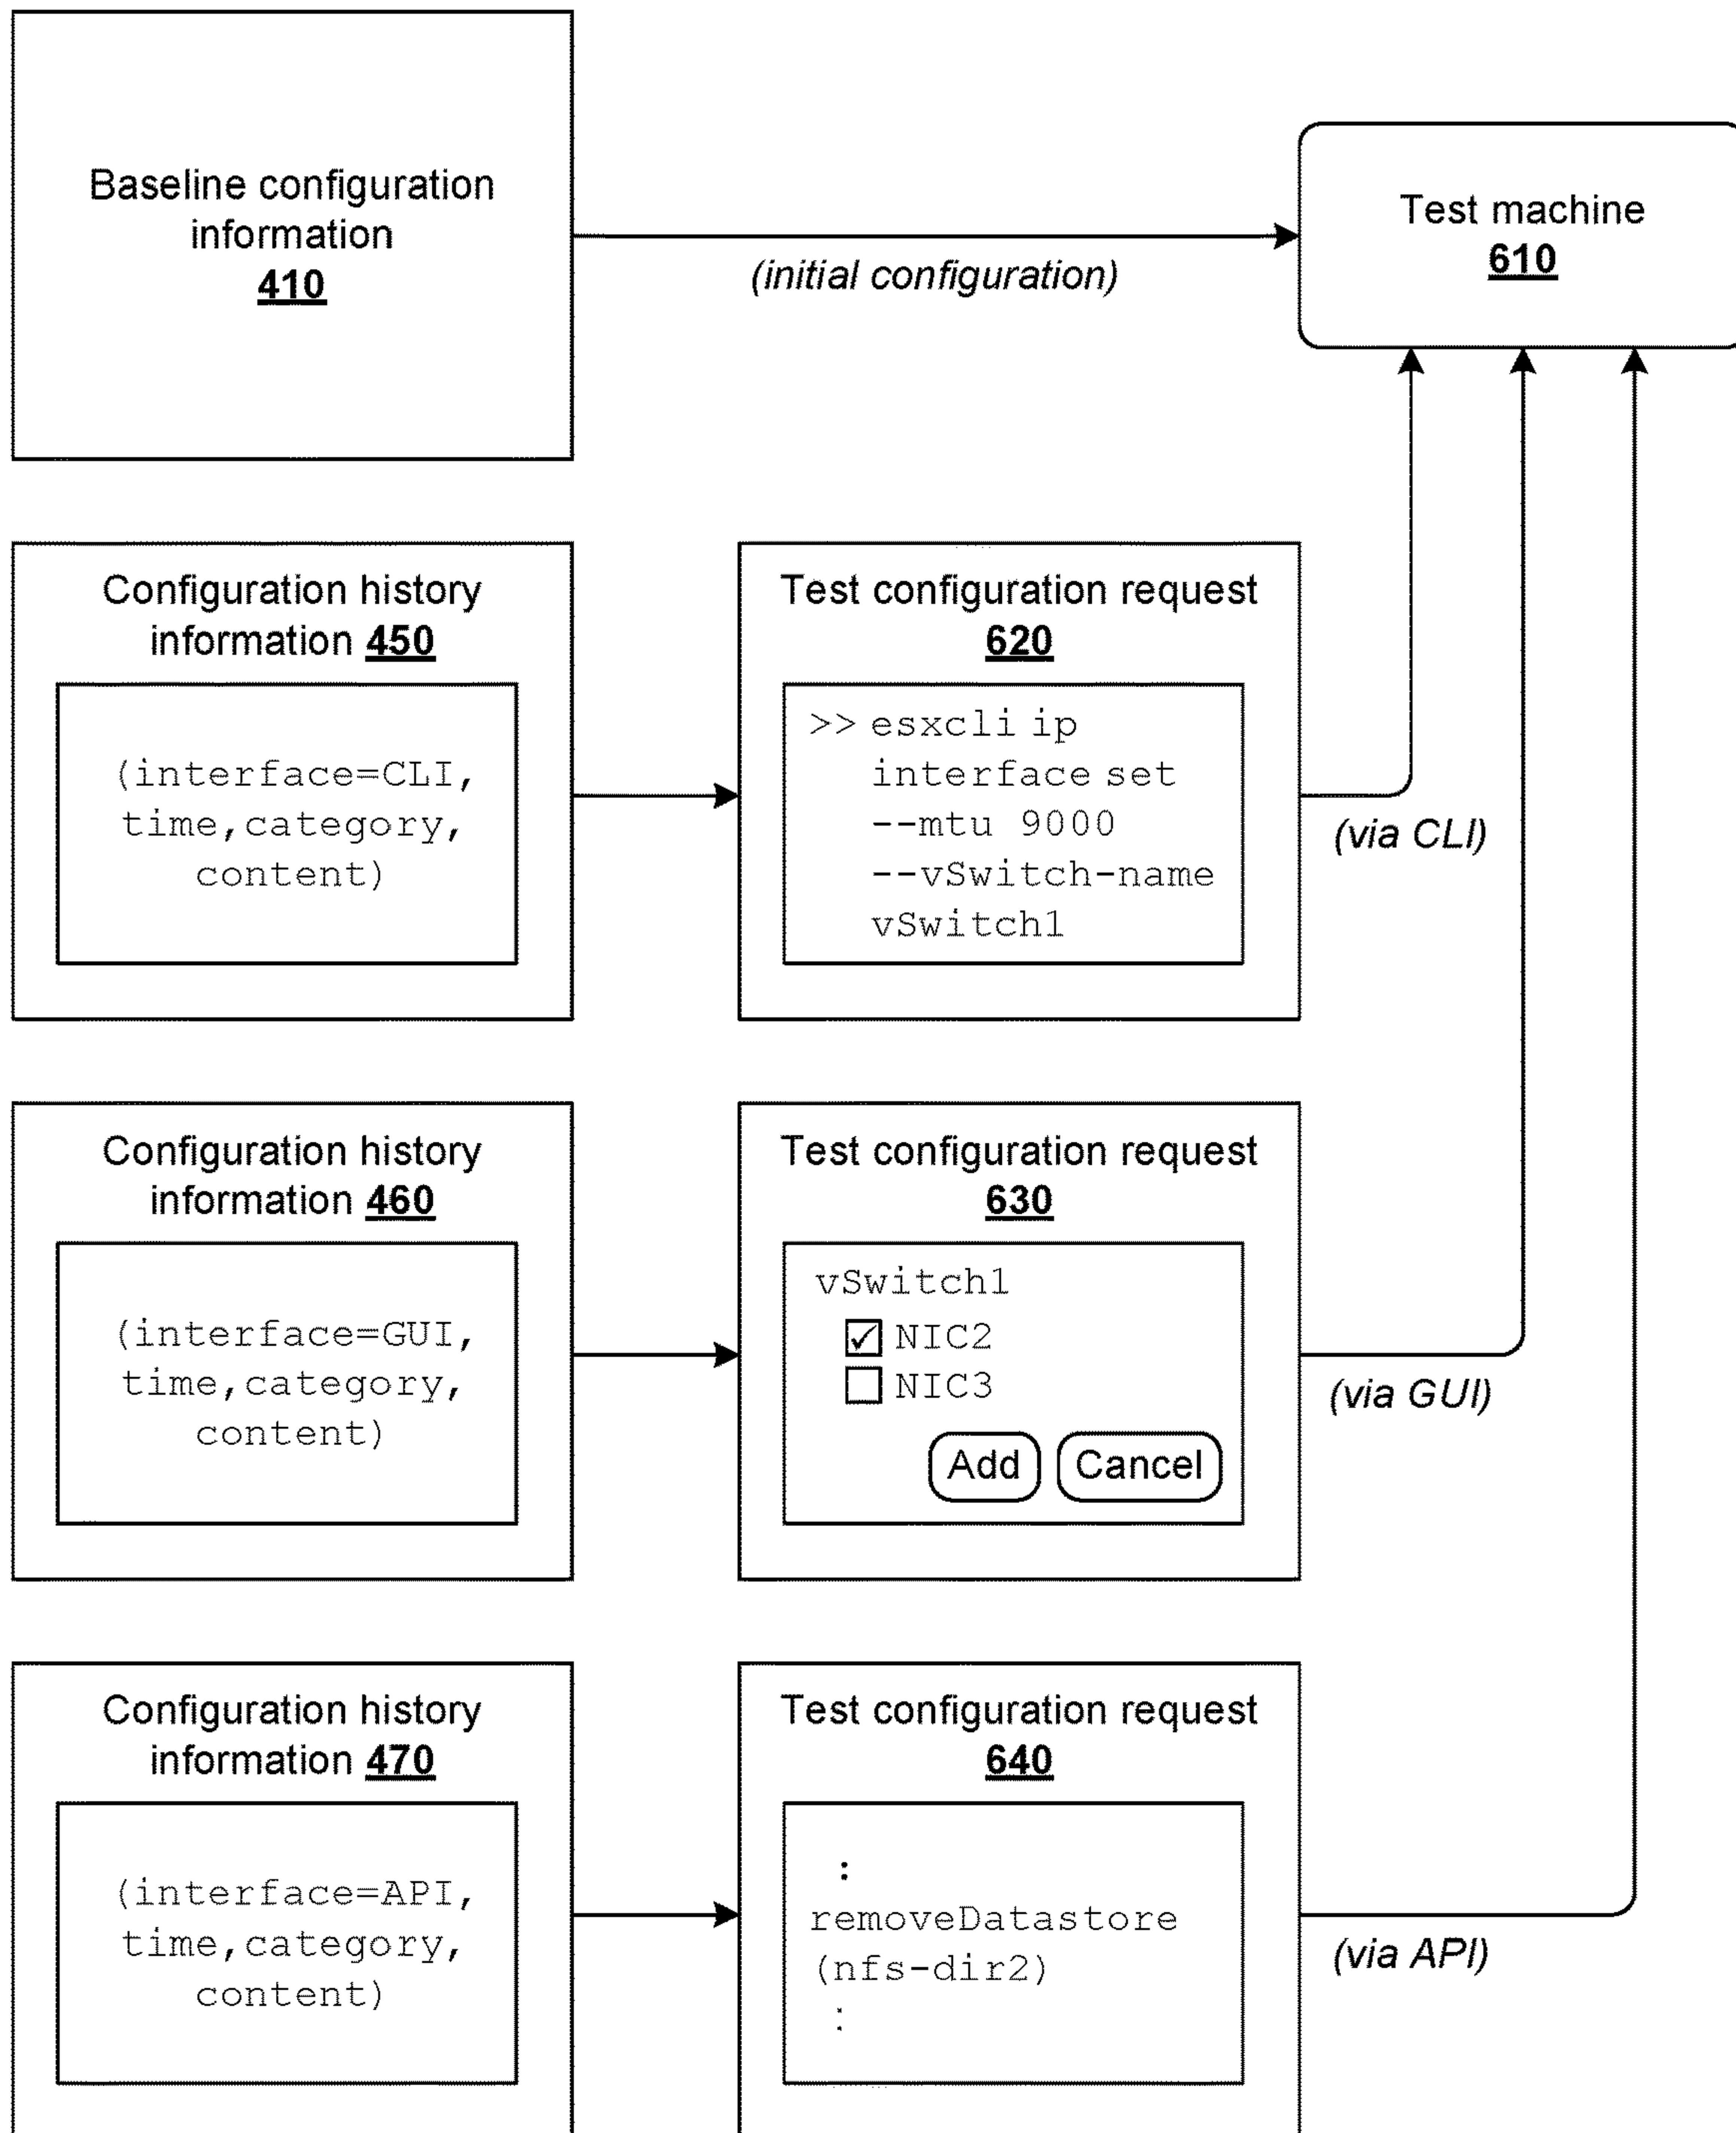 Baseline configuration
information
410
(initial configuration)
Test machine
610
Configuration history
information 450
(interface=CLI,
time,category,
content)
Test configuration request
620
>> esxcli ip
interface set
--mtu 9000
--vSwitch-name
vSwitch1
(via CLI)
Configuration history
information 460
(interface=GUI,
time,category,
content)
Test configuration request
630
vSwitch1
NIC2
NIC3
Add
Cancel
(via GUI)
Configuration history
information 470
(interface=API,
time,category,
content)
Test configuration request
640
:
removeDatastore
(nfs-dir2)
:
(via API)